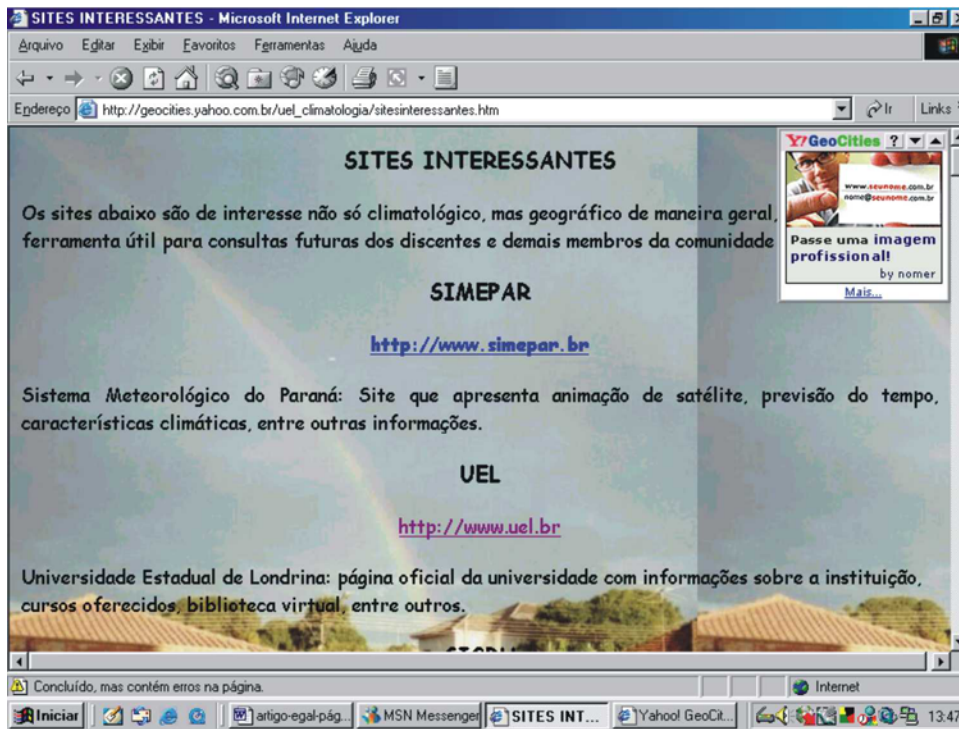 SITES INTERESSANTES - Microsoft Internet Explorer
Arquivo Editar Exibir Favoritos Ferramentas Ajuda
Endereço http://geocities.yahoo.com.br/uel_climatologia/sitesinteressantes.htm Ir Links
Y! GeoCities ?
www.seunome.com.br
nome@seunome.com.br
Passe uma imagem
profissional!
by nomer
Mais...
SITES INTERESSANTES
Os sites abaixo são de interesse não só climatológico, mas geográfico de maneira geral,
ferramenta útil para consultas futuras dos discentes e demais membros da comunidade
SIMEPAR
http://www.simepar.br
Sistema Meteorológico do Paraná: Site que apresenta animação de satélite, previsão do tempo,
características climáticas, entre outras informações.
UEL
http://www.uel.br
Universidade Estadual de Londrina: página oficial da universidade com informações sobre a instituição,
cursos oferecidos, biblioteca virtual, entre outros.
Concluído, mas contém erros na página. Internet
Iniciar artigo-egal-pág... MSN Messenger SITES INT... Yahoo! GeoCit... 13:47